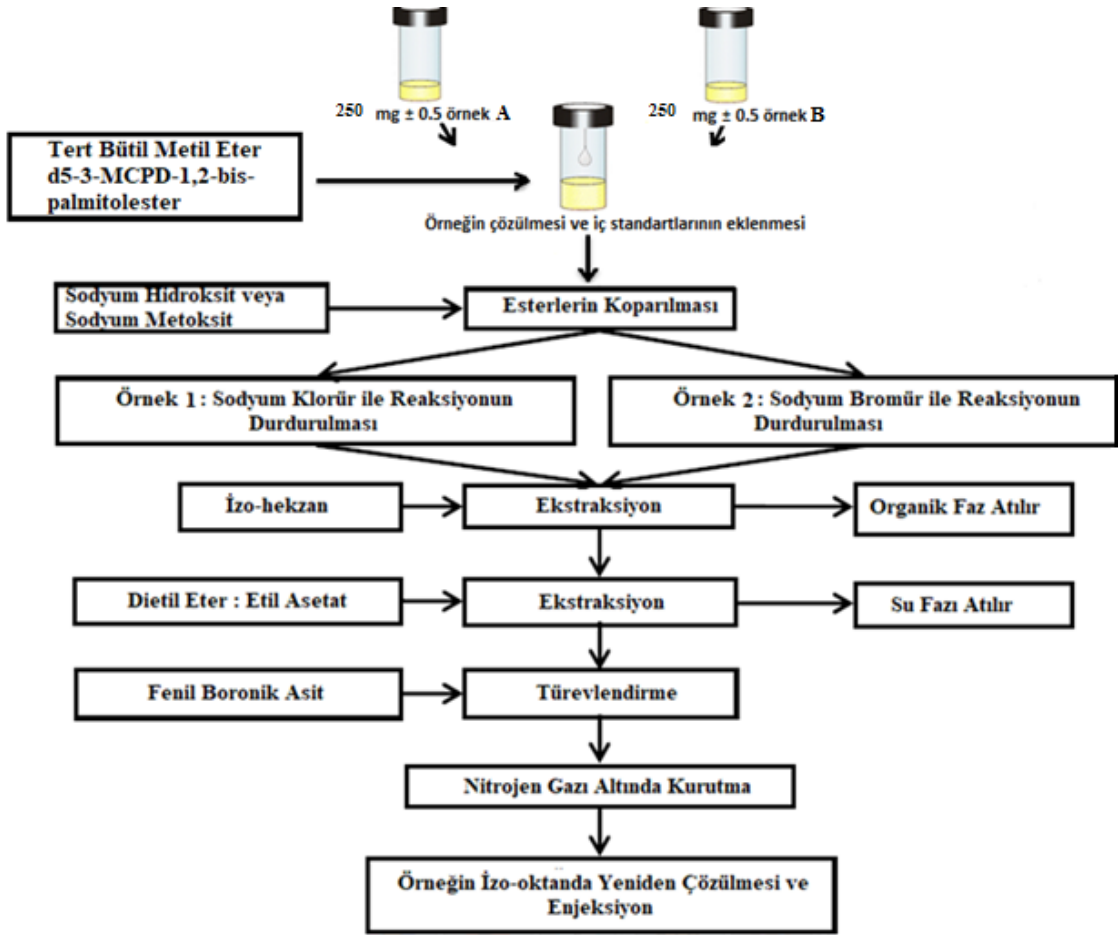 250 mg ± 0.5 örnek A
250 mg ± 0.5 örnek B
Tert Bütil Metil Eter
d5-3-MCPD-1,2-bis-
palmitolester
Örneğin çözülmesi ve iç standartlarının eklenmesi
Sodyum Hidroksit veya
Sodyum Metoksit
Esterlerin Koparılması
Örnek 1 : Sodyum Klorür ile Reaksiyonun
Durdurulması
Örnek 2 : Sodyum Bromür ile Reaksiyonun
Durdurulması
İzo-hekzan
Ekstraksiyon
Organik Faz Atılır
Dietil Eter : Etil Asetat
Ekstraksiyon
Su Fazı Atılır
Fenil Boronik Asit
Türevlendirme
Nitrojen Gazı Altında Kurutma
Örneğin İzo-oktanda Yeniden Çözülmesi ve
Enjeksiyon